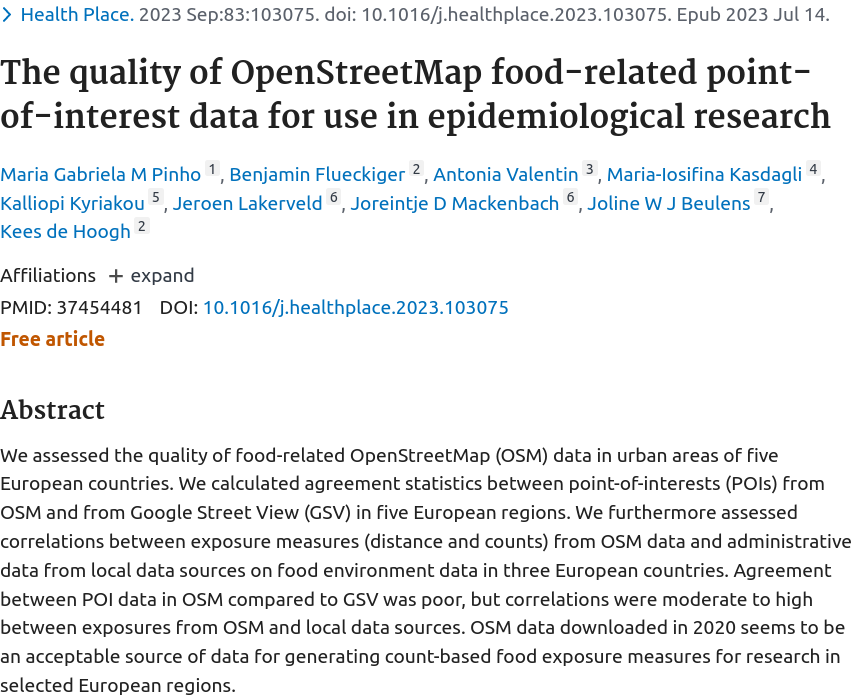 > Health Place. 2023 Sep:83:103075. doi: 10.1016/j.healthplace.2023.103075. Epub 2023 Jul 14.
The quality of OpenStreetMap food-related point-
of-interest data for use in epidemiological research
Maria Gabriela M Pinho 1, Benjamin Flueckiger 2, Antonia Valentin 3, Maria-Iosifina Kasdagli 4,
Kalliopi Kyriakou 5, Jeroen Lakerveld 6, Joreintje D Mackenbach 6, Joline W J Beulens 7,
Kees de Hoogh 2
Affiliations + expand
PMID: 37454481 DOI: 10.1016/j.healthplace.2023.103075
Free article
Abstract
We assessed the quality of food-related OpenStreetMap (OSM) data in urban areas of five
European countries. We calculated agreement statistics between point-of-interests (POIs) from
OSM and from Google Street View (GSV) in five European regions. We furthermore assessed
correlations between exposure measures (distance and counts) from OSM data and administrative
data from local data sources on food environment data in three European countries. Agreement
between POI data in OSM compared to GSV was poor, but correlations were moderate to high
between exposures from OSM and local data sources. OSM data downloaded in 2020 seems to be
an acceptable source of data for generating count-based food exposure measures for research in
selected European regions.